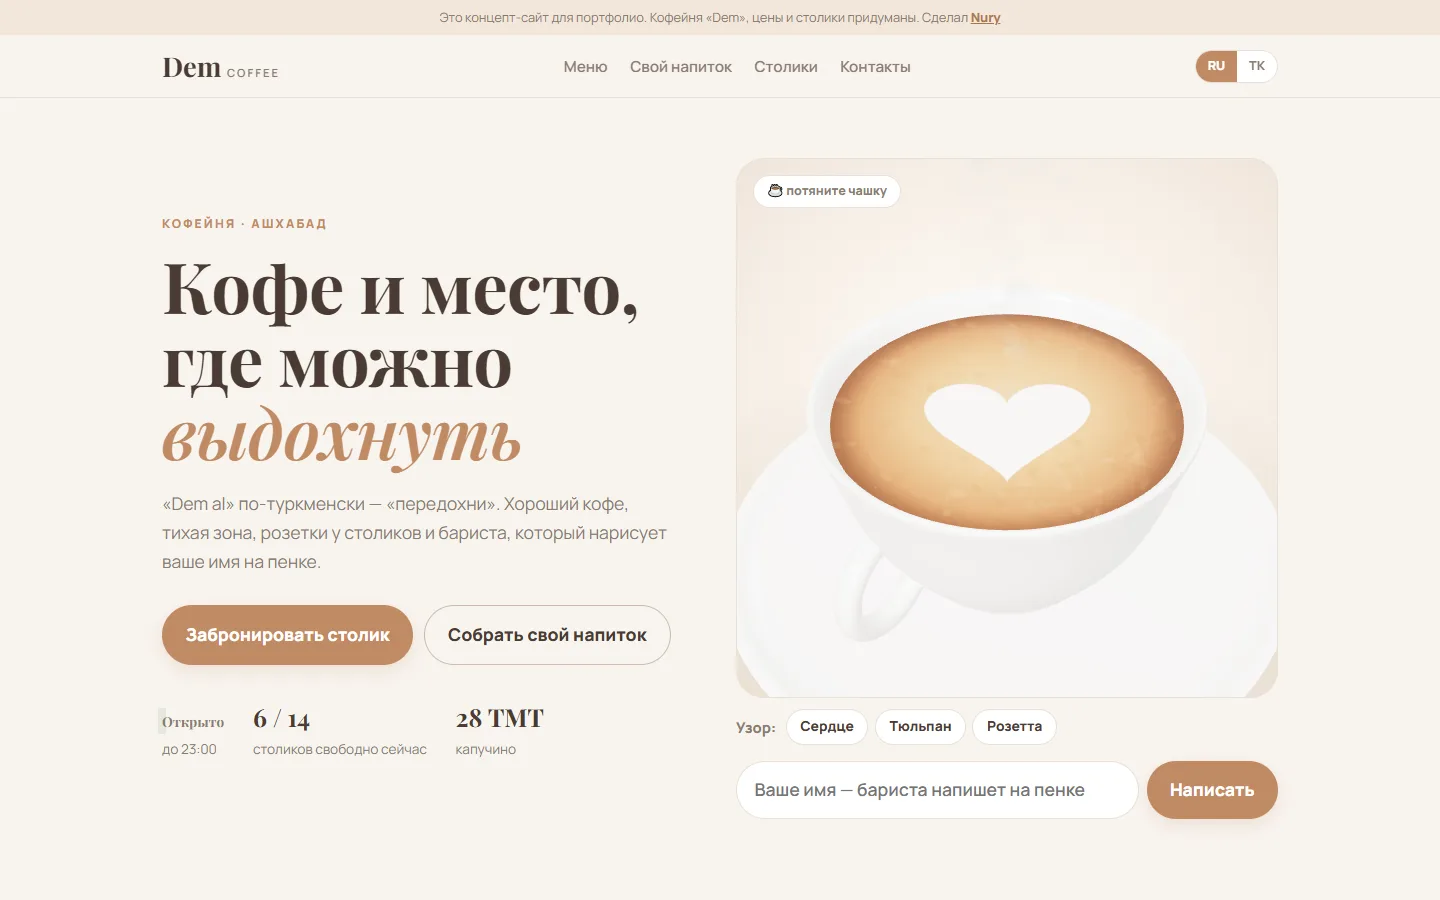 Это концепт-сайт для портфолио. Кофейня «Dem», цены и столики придуманы. Сделал Nury
Dem COFFEE
Меню Свой напиток Столики Контакты
RU TK
КОФЕЙНЯ · АШХАБАД
Кофе и место,
где можно
выдохнуть
«Dem al» по-туркменски — «передохни». Хороший кофе,
тихая зона, розетки у столиков и бариста, который нарисует
ваше имя на пенке.
Забронировать столик Собрать свой напиток
Открыто
до 23:00
6 / 14
столиков свободно сейчас
28 TMT
капучино
потяните чашку
Узор: Сердце Тюльпан Розетта
Ваше имя — бариста напишет на пенке Написать